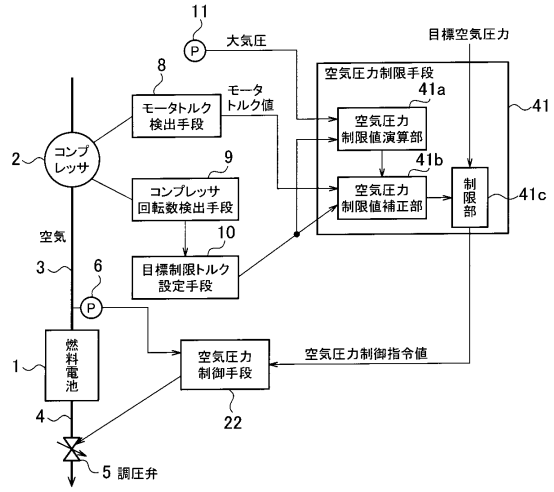 11
P
大気圧
目標空気圧力
8
モータトルク
検出手段
モータ
トルク値
空気圧力制限手段
41
41a
空気圧力
制限値演算部
2
コンプ
レッサ
9
コンプレッサ
回転数検出手段
41b
空気圧力
制限値補正部
制限部
41c
空気
3
10
目標制限トルク
設定手段
6
P
1
燃料電池
空気圧力
制御手段
22
空気圧力制御指令値
4
5 調圧弁